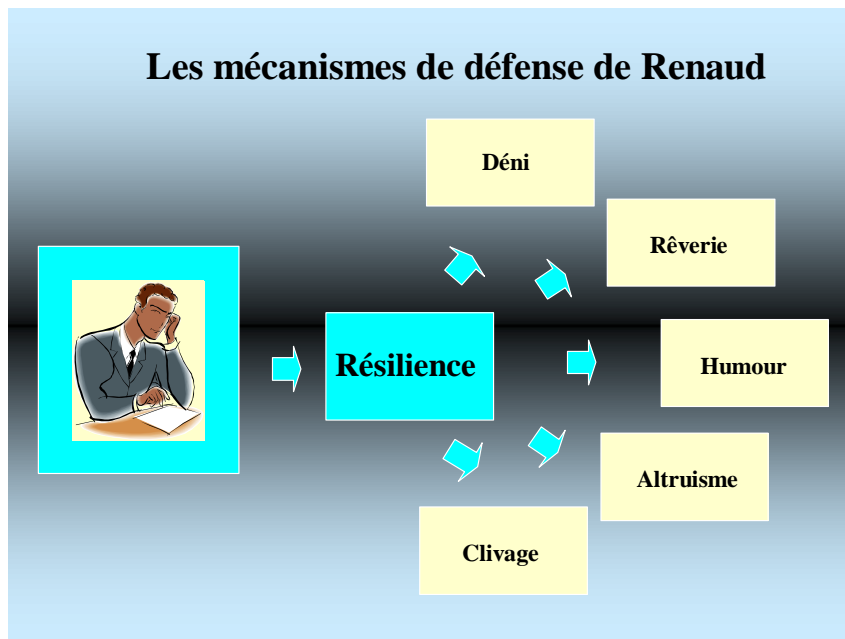 Les mécanismes de défense de Renaud
Déni
Rêverie
Résilience
Humour
Altruisme
Clivage